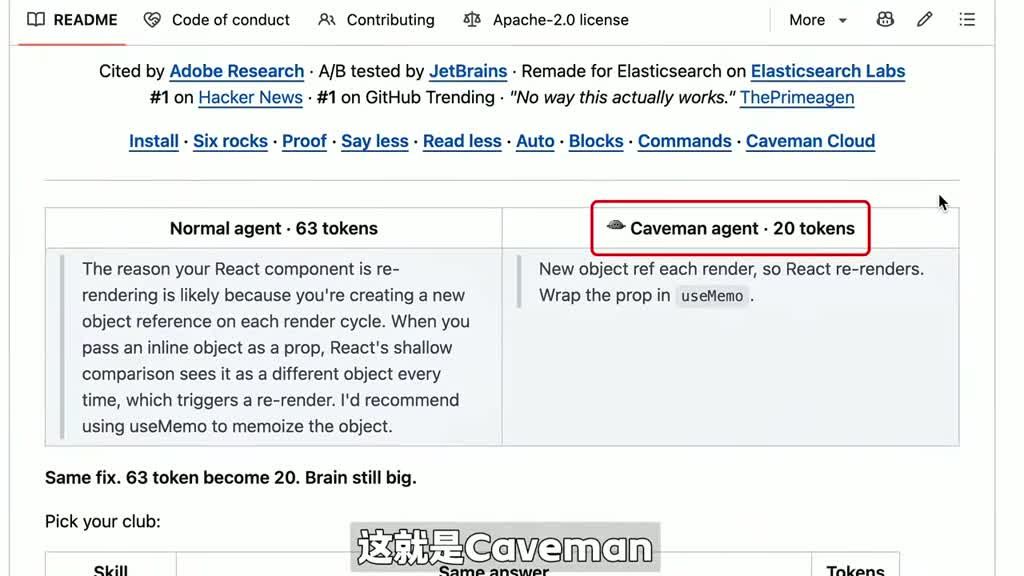 README Code of conduct Contributing Apache-2.0 license More
Cited by Adobe Research · A/B tested by JetBrains · Remade for Elasticsearch on Elasticsearch Labs
#1 on Hacker News · #1 on GitHub Trending · "No way this actually works." ThePrimeagen
Install · Six rocks · Proof · Say less · Read less · Auto · Blocks · Commands · Caveman Cloud
Normal agent · 63 tokens
The reason your React component is re-
rendering is likely because you're creating a new
object reference on each render cycle. When you
pass an inline object as a prop, React's shallow
comparison sees it as a different object every
time, which triggers a re-render. I'd recommend
using useMemo to memoize the object.
Caveman agent · 20 tokens
New object ref each render, so React re-renders.
Wrap the prop in useMemo.
Same fix. 63 token become 20. Brain still big.
Pick your club:
Skill Same answer Tokens
这就是Caveman